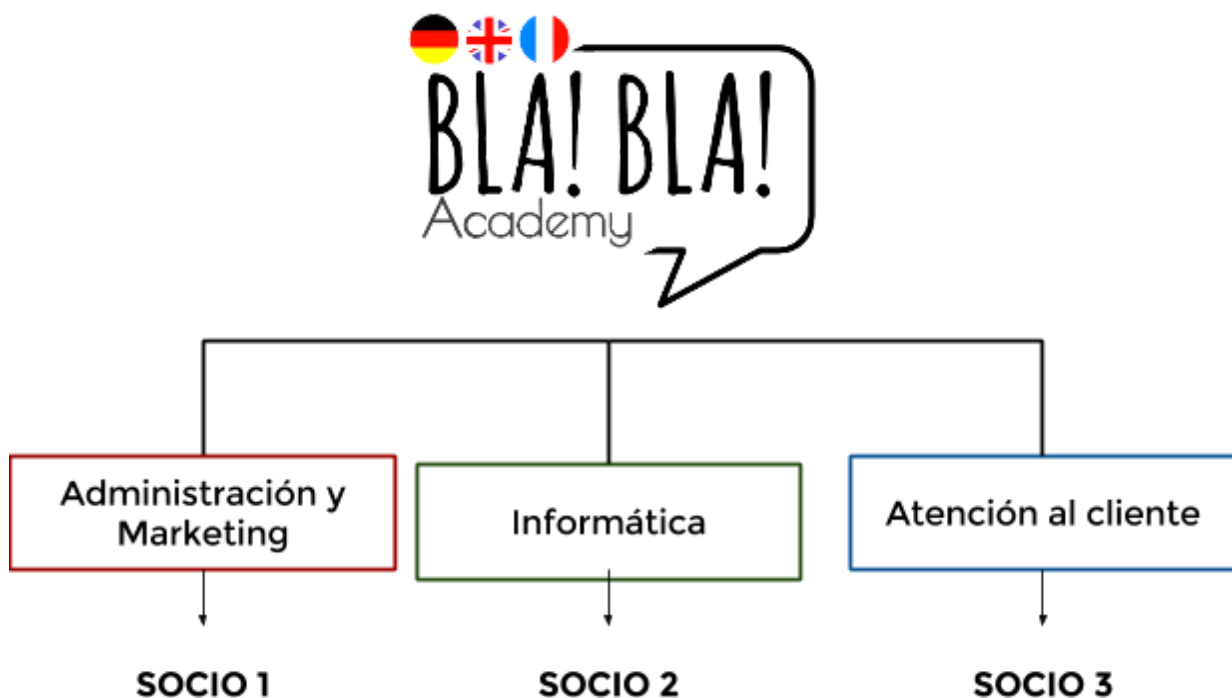 BLA! BLA!
Academy
Administración y
Marketing
Informática
Atención al cliente
SOCIO 1
SOCIO 2
SOCIO 3